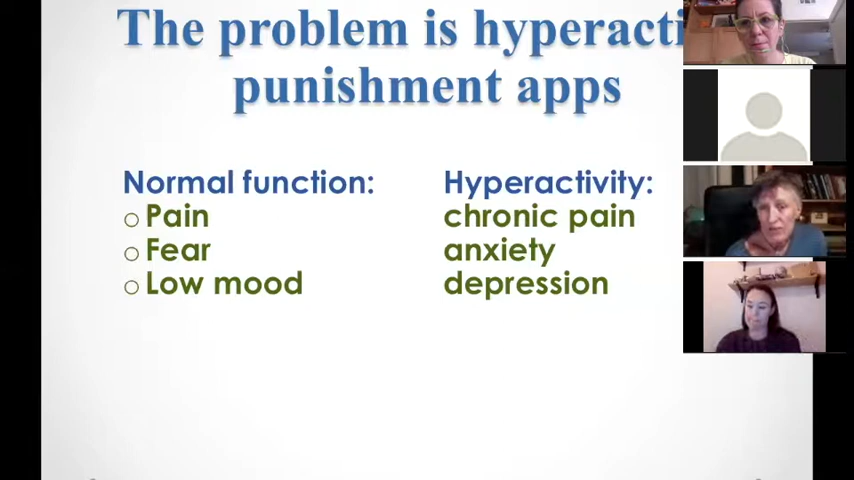 The problem is hyperacti
punishment apps
Normal function:
Hyperactivity:
○ Pain
chronic pain
○ Fear
anxiety
○ Low mood
depression